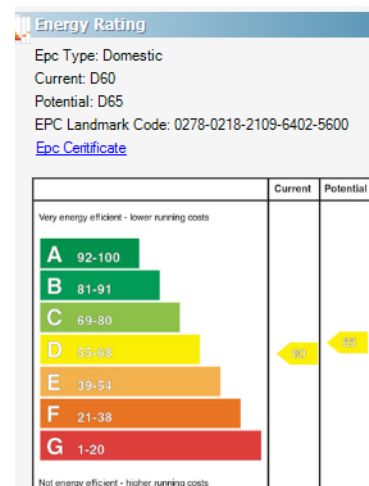 Energy Rating
Epc Type: Domestic
Current: D60
Potential: D65
EPC Landmark Code: 0278-0218-2109-6402-5600
Epc Ceritificate
Current Potential
Very energy efficient - lower running costs
A 92-100
B 81-91
C 69-80
D 55-68
E 39-54
F 21-38
G 1-20
60
65
Not energy efficient - higher running costs